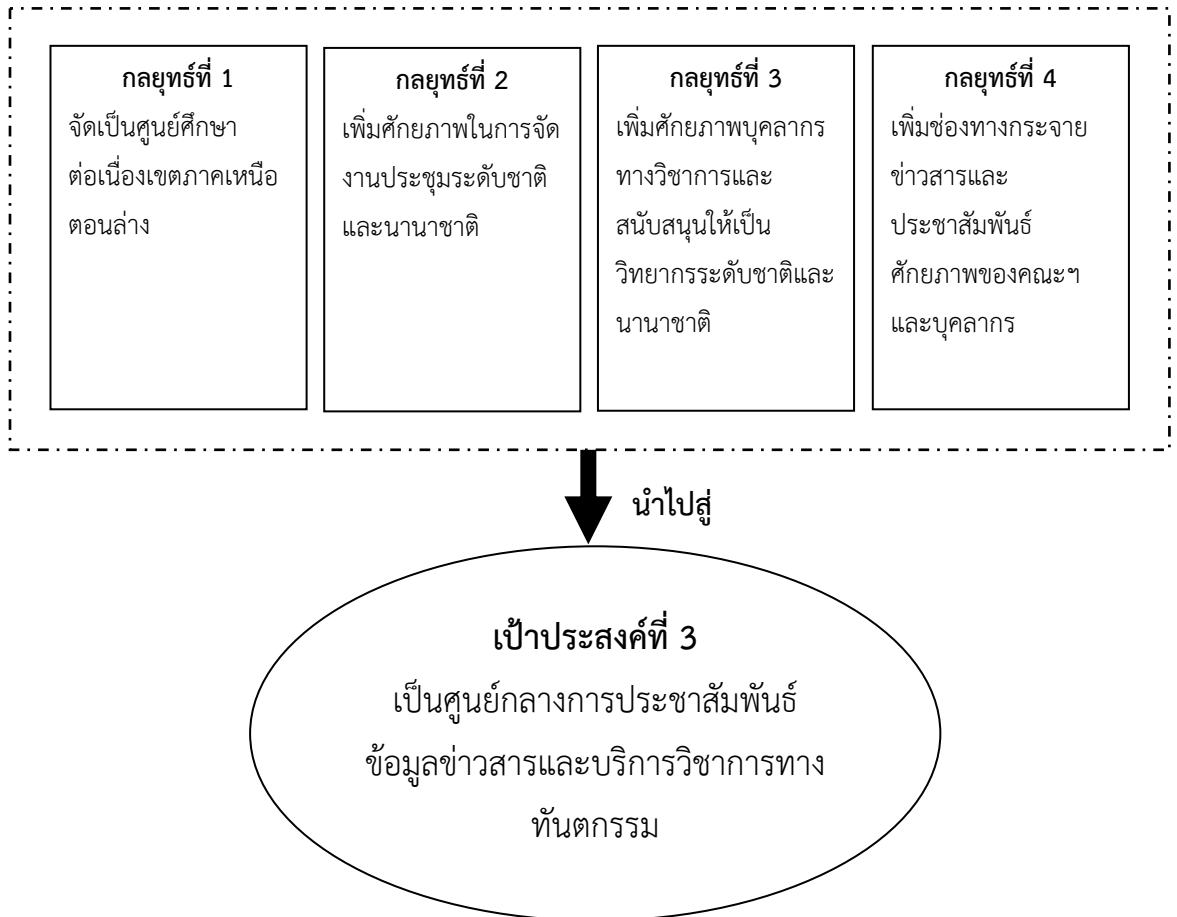 กลยุทธ์ที่ 1
จัดเป็นศูนย์ศึกษา
ต่อเนื่องเขตภาคเหนือ
ตอนล่าง
กลยุทธ์ที่ 2
เพิ่มศักยภาพในการจัด
งานประชุมระดับชาติ
และนานาชาติ
กลยุทธ์ที่ 3
เพิ่มศักยภาพบุคลากร
ทางวิชาการและ
สนับสนุนให้เป็น
วิทยากรระดับชาติและ
นานาชาติ
กลยุทธ์ที่ 4
เพิ่มช่องทางกระจาย
ข่าวสารและ
ประชาสัมพันธ์
ศักยภาพของคณะฯ
และบุคลากร
นำไปสู่
เป้าประสงค์ที่ 3
เป็นศูนย์กลางการประชาสัมพันธ์
ข้อมูลข่าวสารและบริการวิชาการทาง
ทันตกรรม